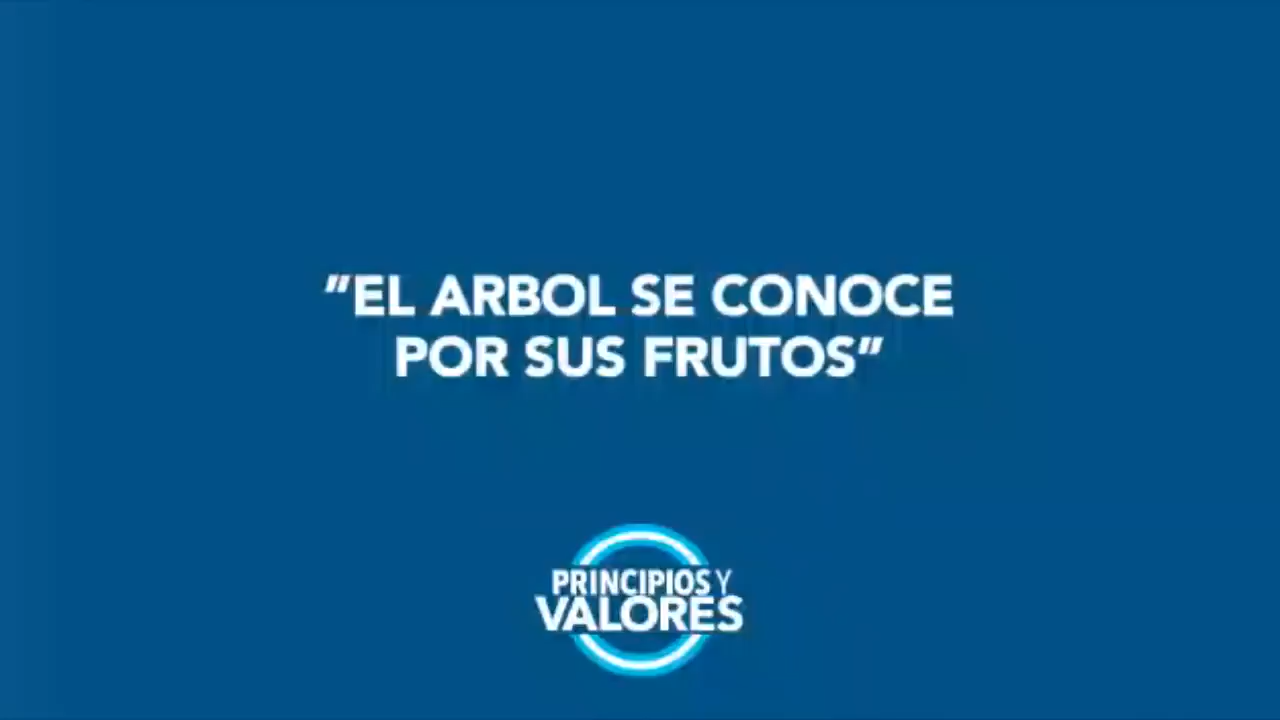 "EL ARBOL SE CONOCE
POR SUS FRUTOS"
PRINCIPIOS Y
VALORES